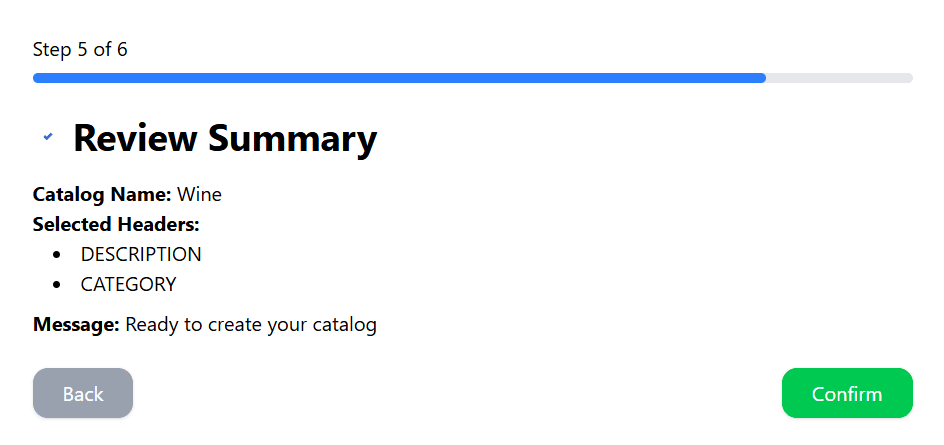 Step 5 of 6
Review Summary
Catalog Name: Wine
Selected Headers:
DESCRIPTION
CATEGORY
Message: Ready to create your catalog
Back
Confirm